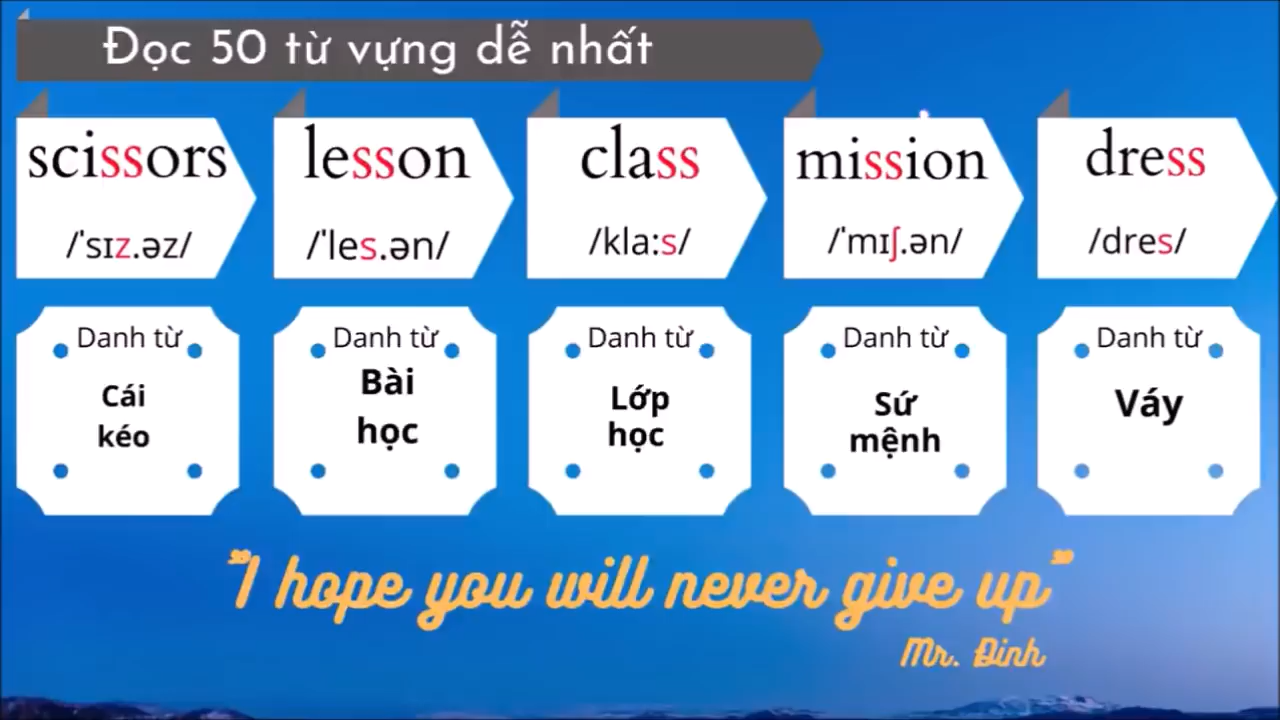 Đọc 50 từ vựng dễ nhất
scissors
/ˈsɪz.əz/
lesson
/ˈles.ən/
class
/kla:s/
mission
/ˈmɪʃ.ən/
dress
/dres/
Danh từ
Cái
kéo
Danh từ
Bài
học
Danh từ
Lớp
học
Danh từ
Sứ
mệnh
Danh từ
Váy
"I hope you will never give up"
Mr. Đinh